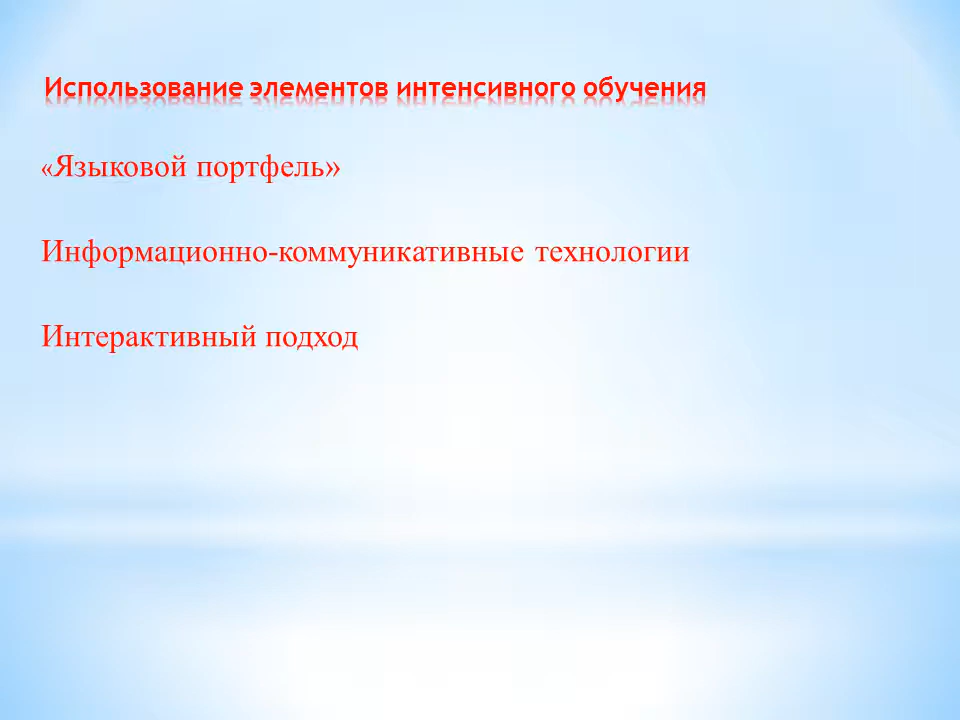 Использование элементов интенсивного обучения
«Языковой портфель»
Информационно-коммуникативные технологии
Интерактивный подход